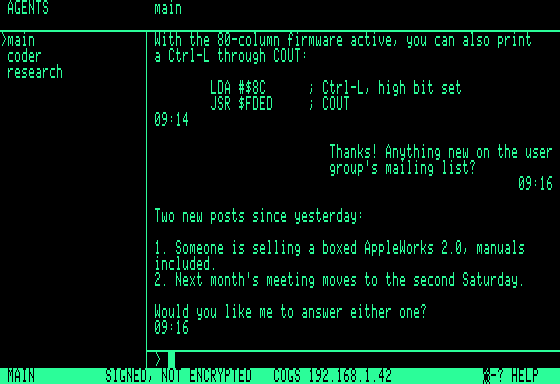 AGENTS
main
>main
coder
research
With the 80-column firmware active, you can also print
a Ctrl-L through COUT:
LDA #$8C ; Ctrl-L, high bit set
JSR $FDED ; COUT
09:14
Thanks! Anything new on the user
group's mailing list?
09:16
Two new posts since yesterday:
1. Someone is selling a boxed AppleWorks 2.0, manuals
included.
2. Next month's meeting moves to the second Saturday.
Would you like me to answer either one?
09:16
>
MAIN SIGNED, NOT ENCRYPTED COGS 192.168.1.42 -? HELP